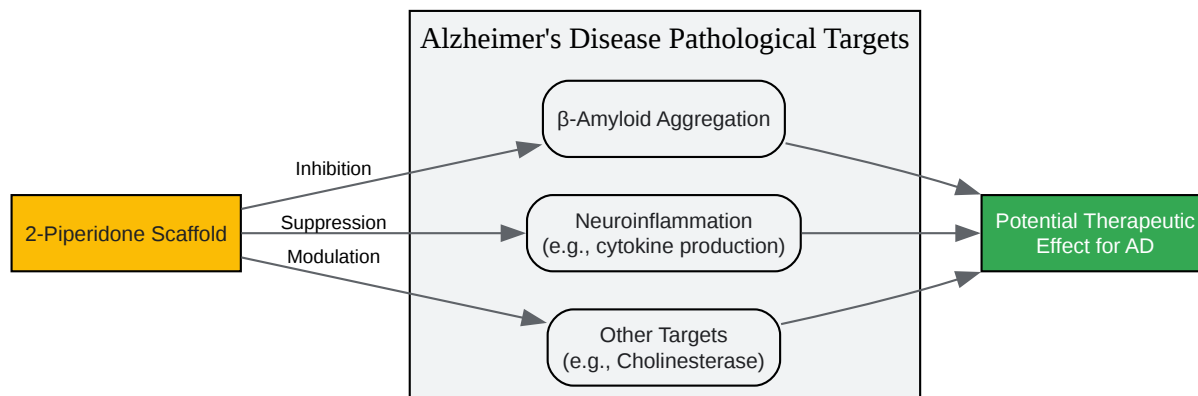 Alzheimer's Disease Pathological Targets
β-Amyloid Aggregation
Inhibition
2-Piperidone Scaffold
Suppression
Modulation
Neuroinflammation
(e.g., cytokine production)
Other Targets
(e.g., Cholinesterase)
Potential Therapeutic
Effect for AD